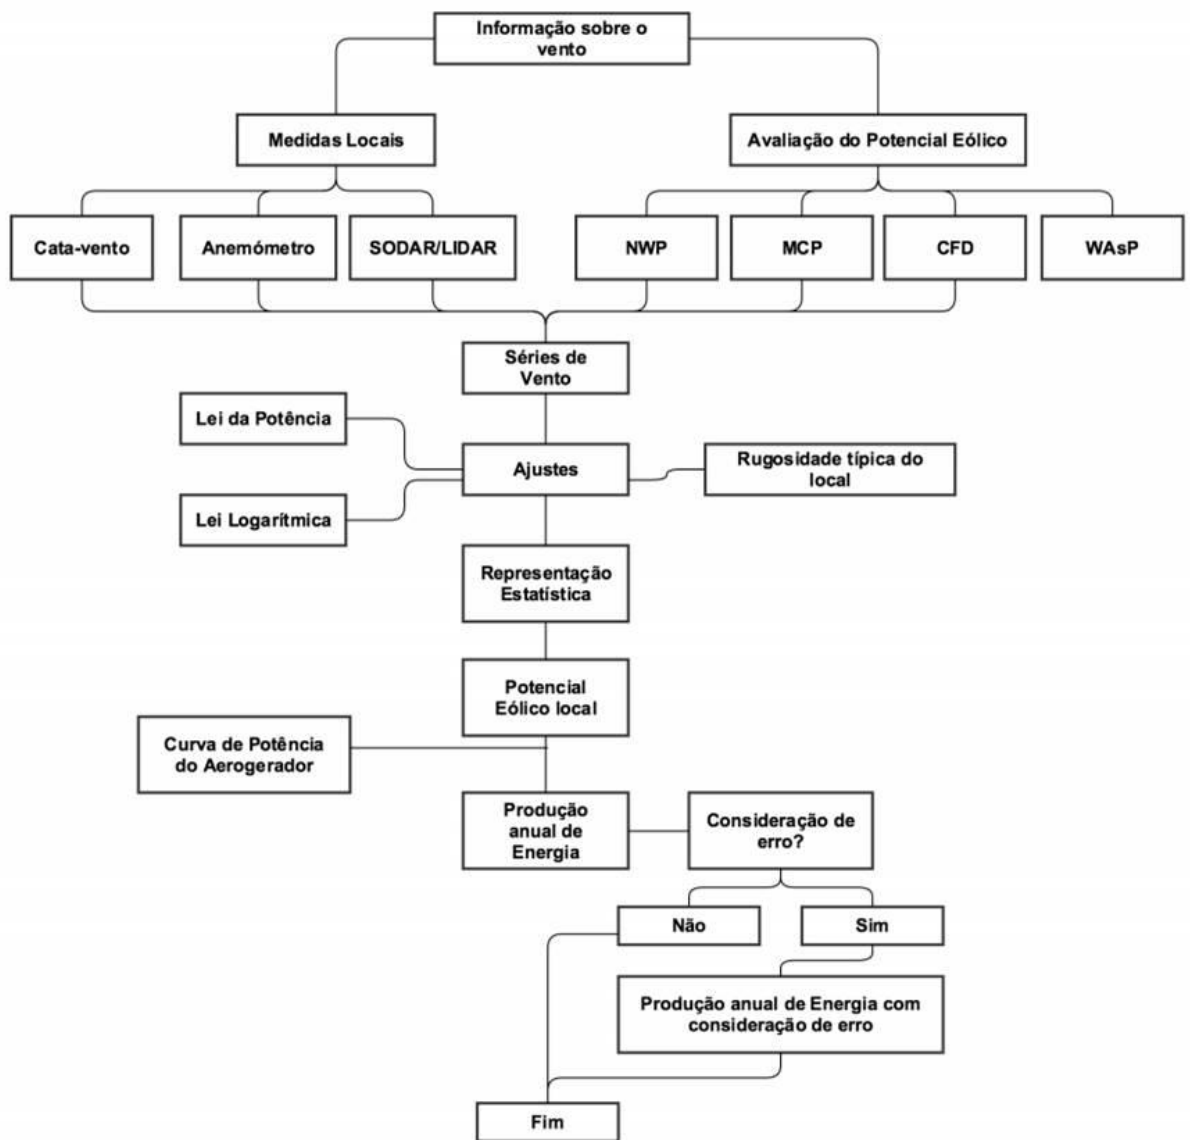 Informação sobre o
vento
Medidas Locais
Avaliação do Potencial Eólico
Cata-vento
Anemómetro
SODAR/LIDAR
NWP
MCP
CFD
WAsP
Séries de
Vento
Lei da Potência
Ajustes
Rugosidade típica do
local
Lei Logarítmica
Representação
Estatística
Potencial
Eólico local
Curva de Potência
do Aerogerador
Produção
anual de
Energia
Consideração de
erro?
Não
Sim
Produção anual de Energia com
consideração de erro
Fim